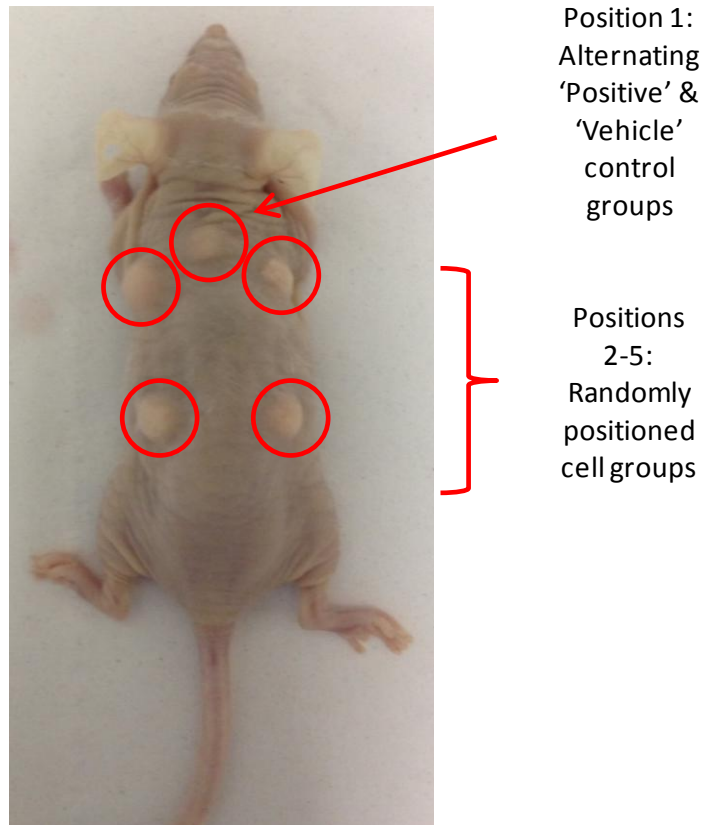 Position 1:
Alternating
‘Positive’ &
‘Vehicle’
control
groups
Positions
2-5:
Randomly
positioned
cell groups